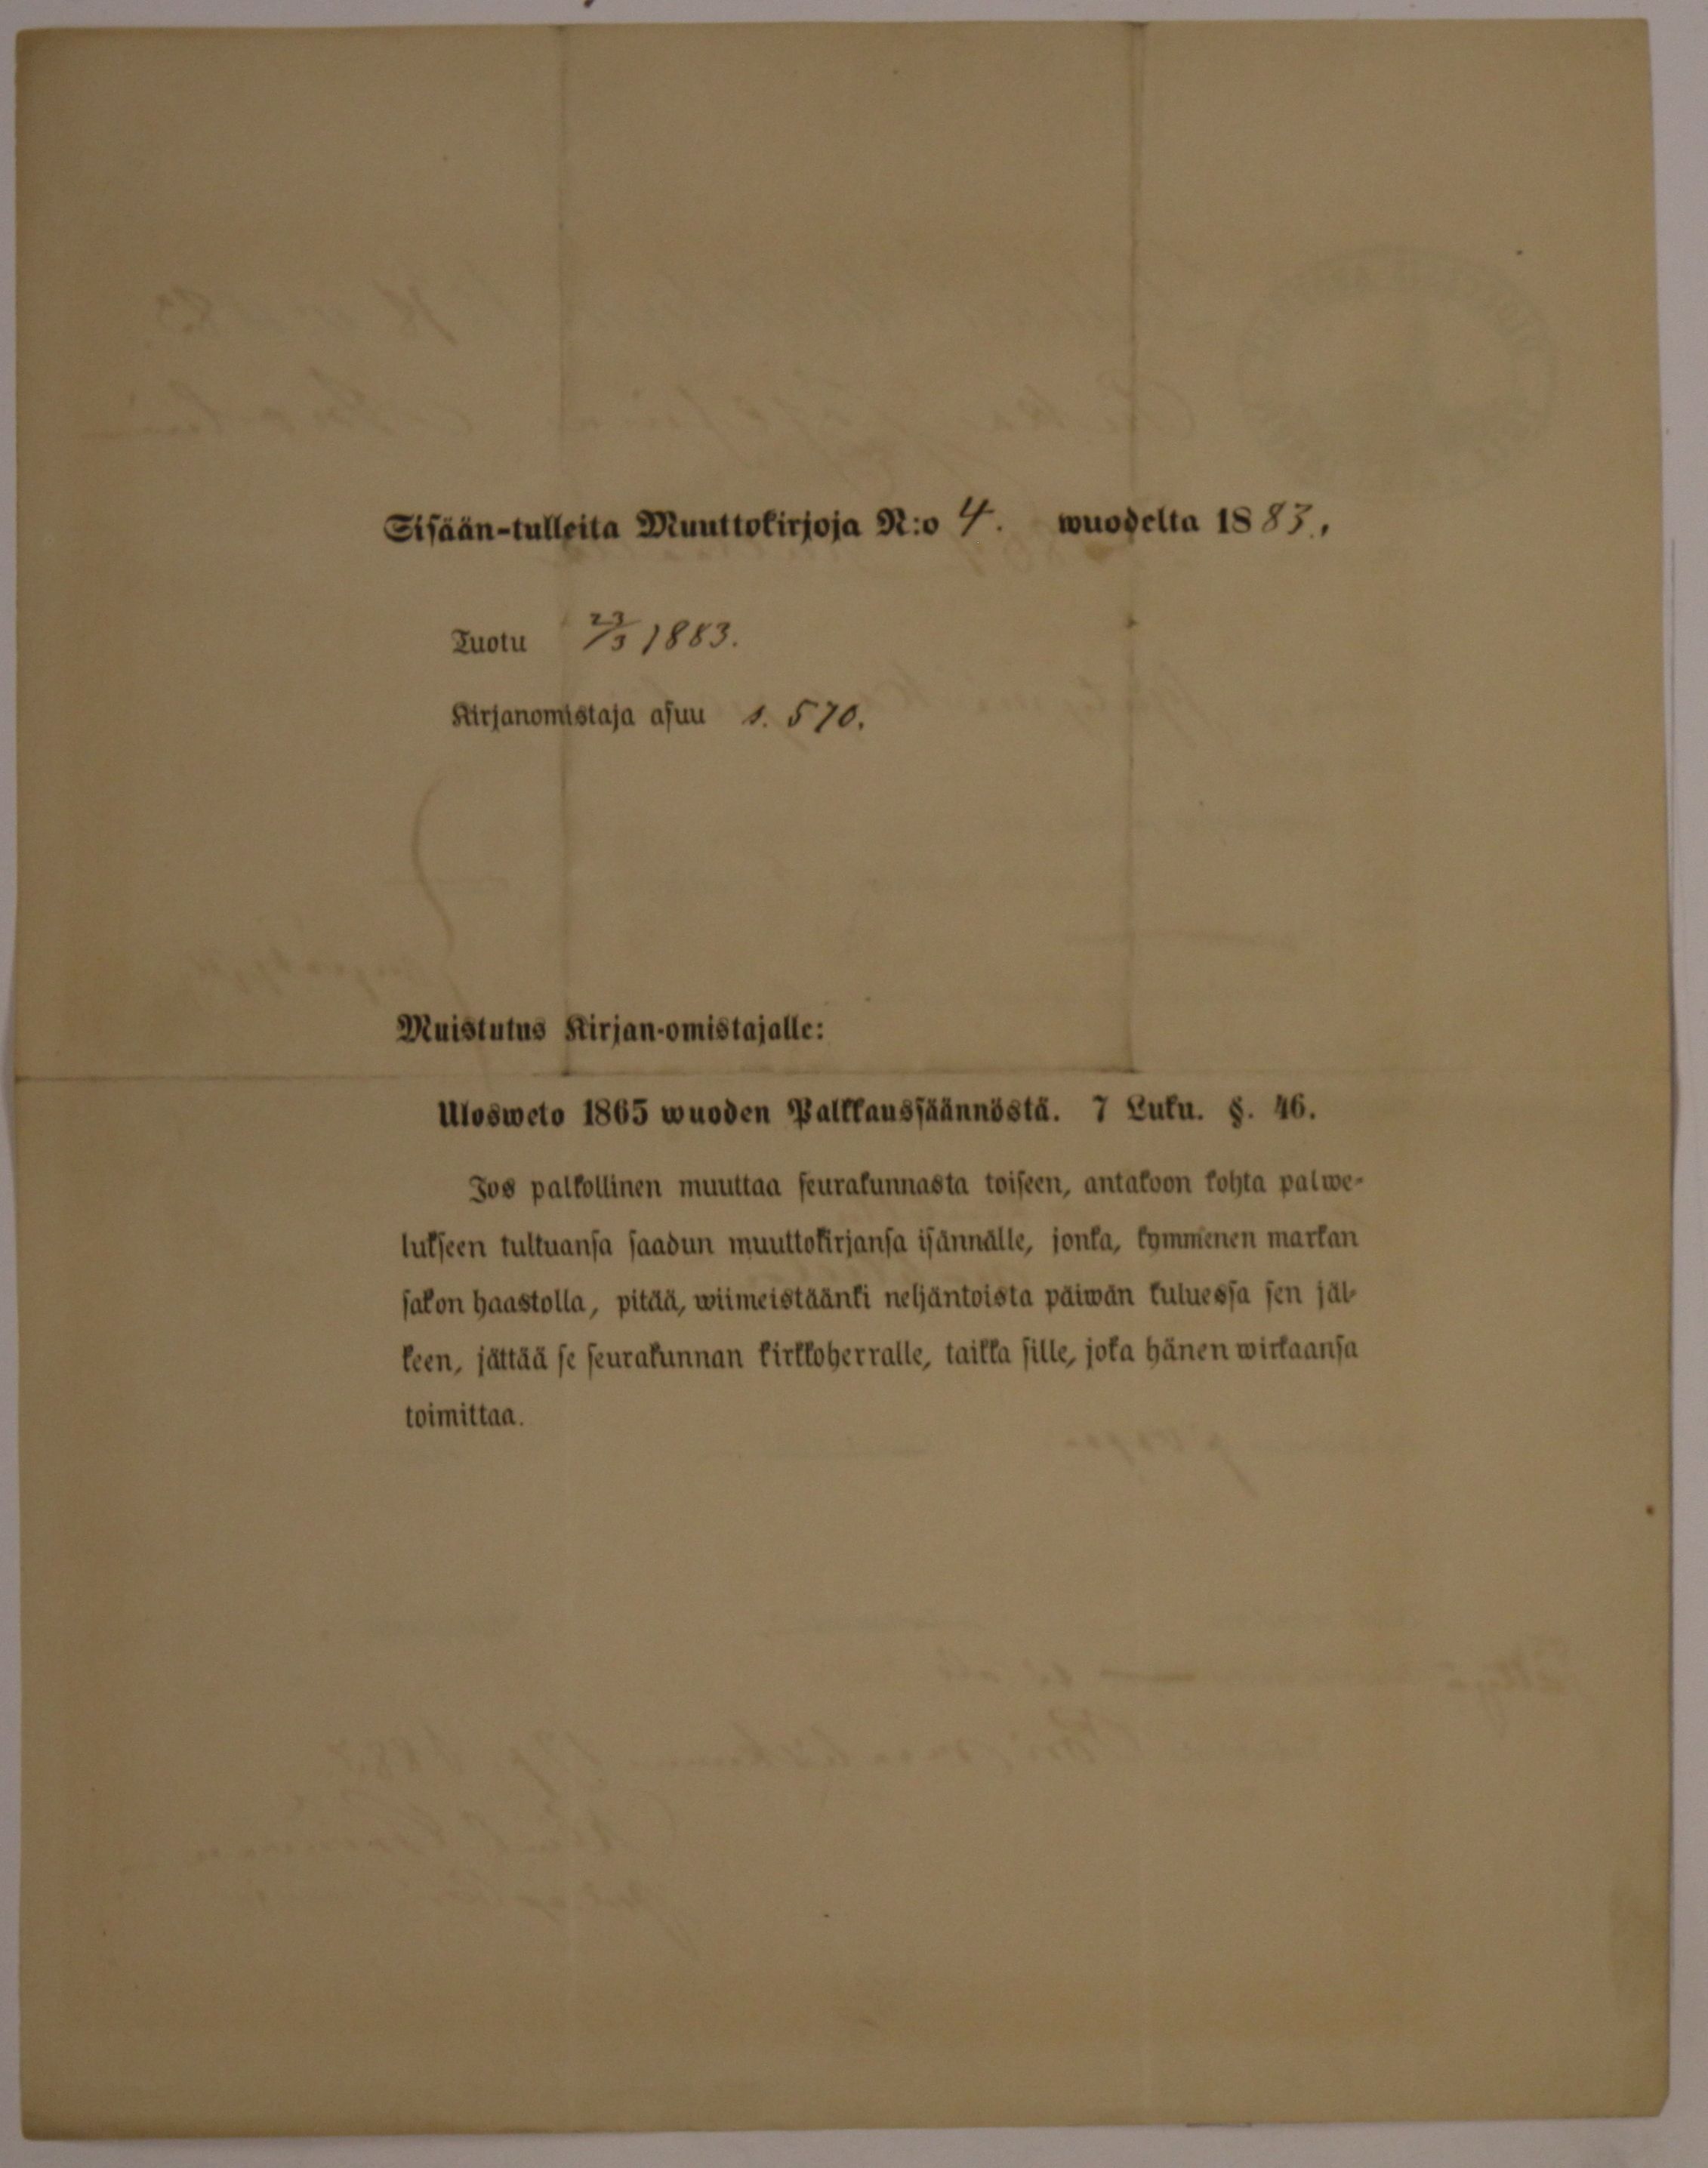 Sisään-tulleita Muuttokirjoja N:o 4. wuodelta 1883.
Tuotu 23/3 1883.
Kirjanomistaja asuu s. 570.
Muistutus Kirjan-omistajalle:
Ulosweto 1865 wuoden Palkkaussäännöstä. 7 Luku. §. 46.
Jos palkollinen muuttaa seurakunnasta toiseen, antakoon kohta palwe-
lukseen tultuansa saadun muuttokirjansa isännälle, jonka, kymmenen markan
sakon haastolla, pitää, wiimeistäänki neljäntoista päiwän kuluessa sen jäl-
keen, jättää se seurakunnan kirkkoherralle, taikka sille, joka hänen wirkaansa
toimittaa.